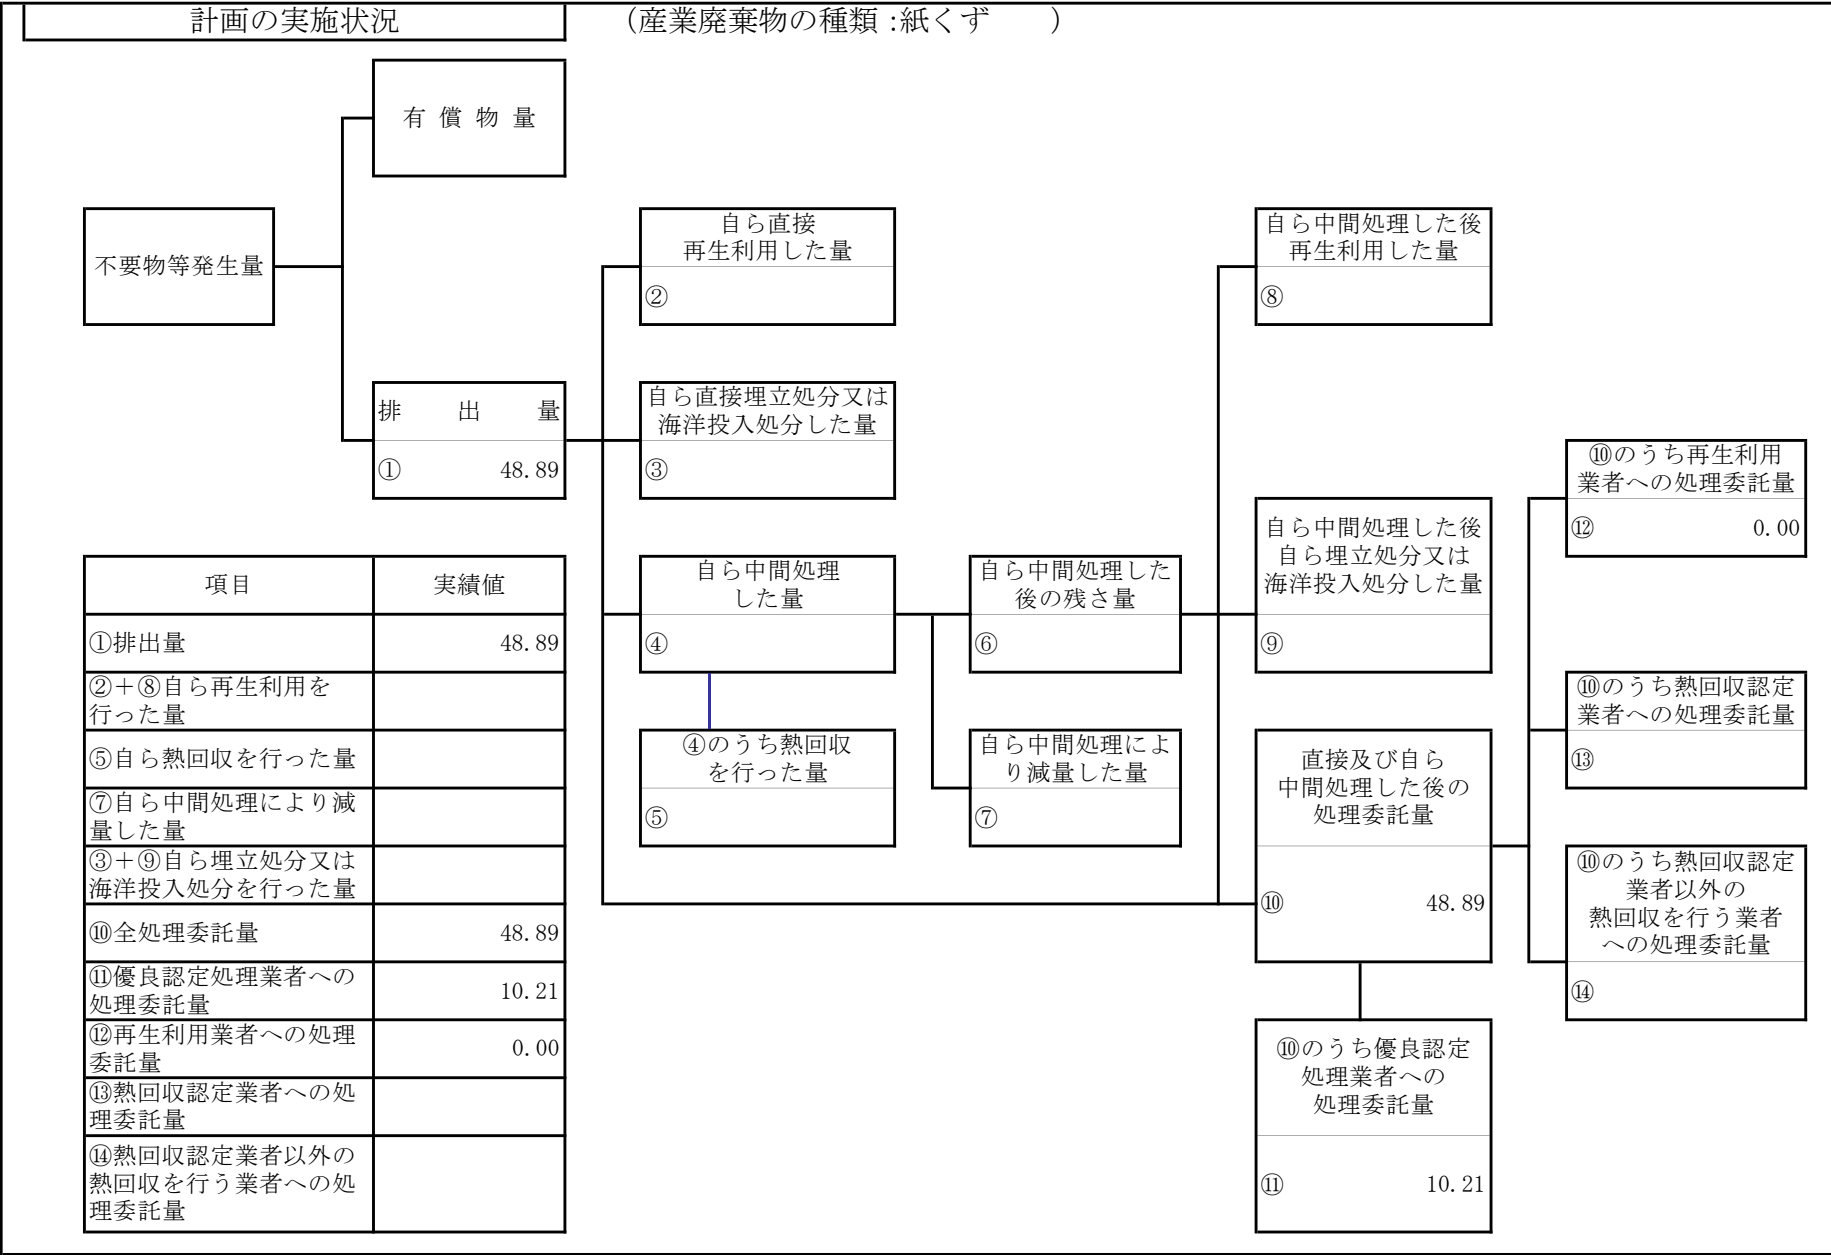 計画の実施状況
（産業廃棄物の種類:紙くず　　）
有 償 物 量
不要物等発生量
自ら直接
再生利用した量
②
自ら中間処理した後
再生利用した量
⑧
排　出　量
① 48.89
自ら直接埋立処分又は
海洋投入処分した量
③
⑩のうち再生利用
業者への処理委託量
⑫ 0.00
自ら中間処理した後
自ら埋立処分又は
海洋投入処分した量
⑨
自ら中間処理
した量
④
自ら中間処理した
後の残さ量
⑥
④のうち熱回収
を行った量
⑤
自ら中間処理によ
り減量した量
⑦
直接及び自ら
中間処理した後の
処理委託量
⑩ 48.89
⑩のうち熱回収認定
業者への処理委託量
⑬
⑩のうち熱回収認定
業者以外の
熱回収を行う業者
への処理委託量
⑭
⑩のうち優良認定
処理業者への
処理委託量
⑪ 10.21
項目 実績値
①排出量 48.89
②＋⑧自ら再生利用を
行った量
⑤自ら熱回収を行った量
⑦自ら中間処理により減
量した量
③＋⑨自ら埋立処分又は
海洋投入処分を行った量
⑩全処理委託量 48.89
⑪優良認定処理業者への
処理委託量 10.21
⑫再生利用業者への処理
委託量 0.00
⑬熱回収認定業者への処
理委託量
⑭熱回収認定業者以外の
熱回収を行う業者への処
理委託量